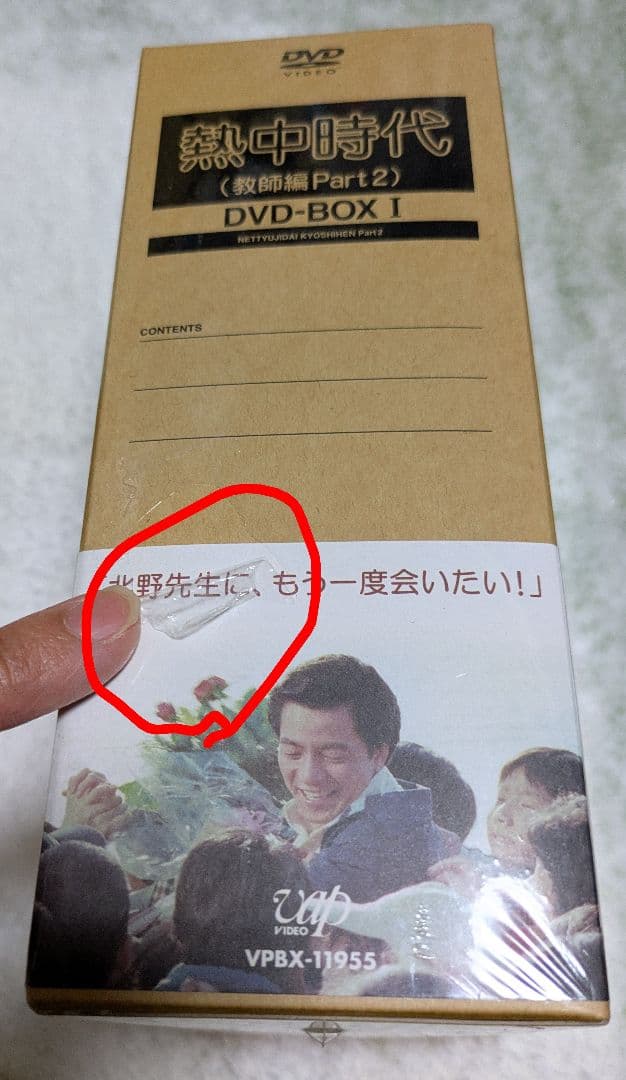 DVD
VIDEO
熱中時代
(教師編Part2)
DVD-BOX I
NETTYUJIDAI KYOSHIHEN Part2
CONTENTS
「北野先生に、もう一度会いたい!」
vap
VIDEO
VPBX-11955